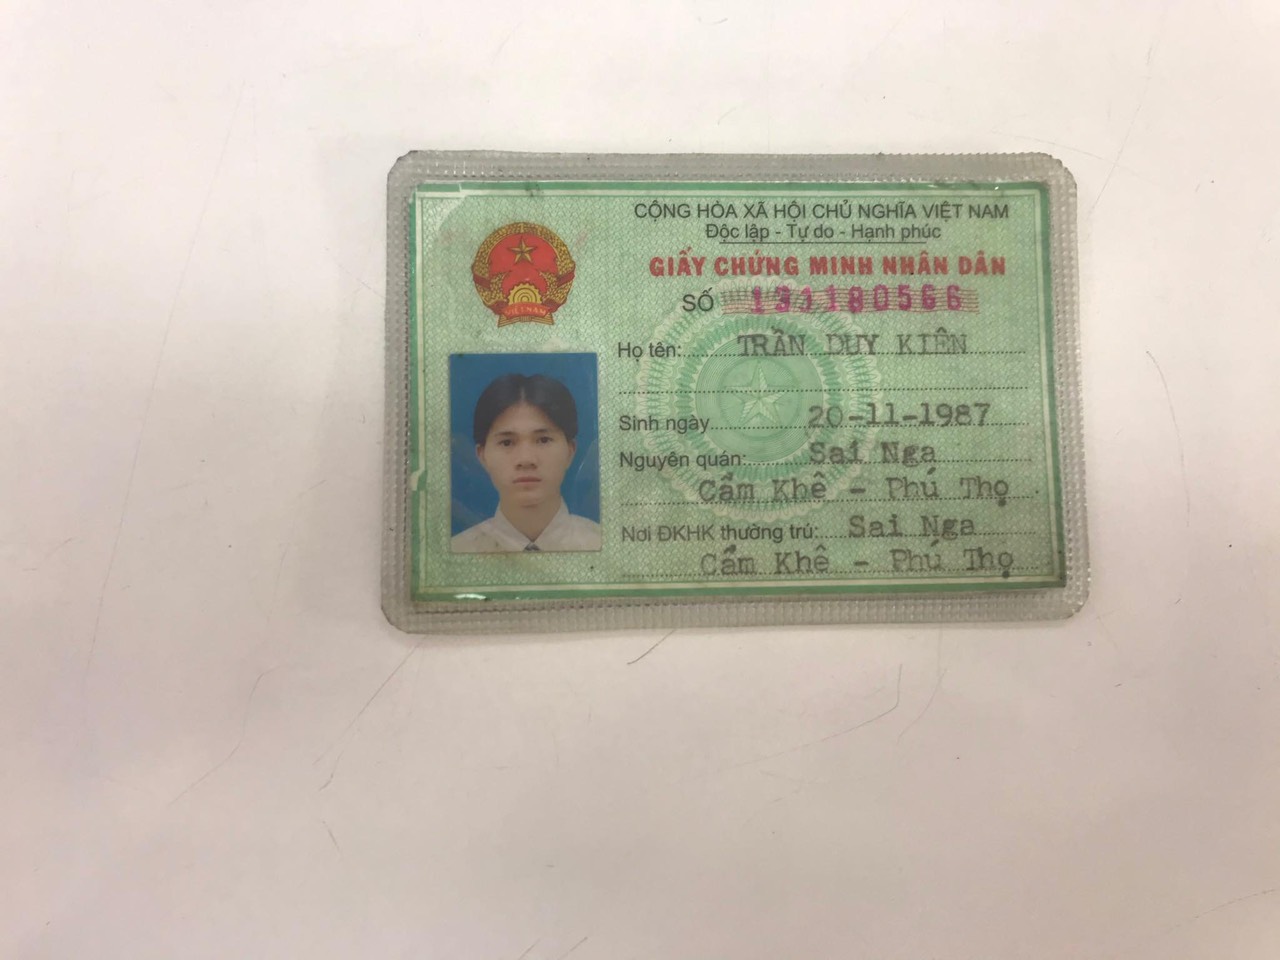 CỘNG HÒA XÃ HỘI CHỦ NGHĨA VIỆT NAM
Độc lập - Tự do - Hạnh phúc
GIẤY CHỨNG MINH NHÂN DÂN
SỐ 131180566
Họ tên: TRẦN DUY KIÊN
Sinh ngày 20-11-1987
Nguyên quán: Sai Nga
Cẩm Khê - Phú Thọ
Nơi ĐKHK thường trú: Sai Nga
Cẩm Khê - Phú Thọ
VIỆT NAM